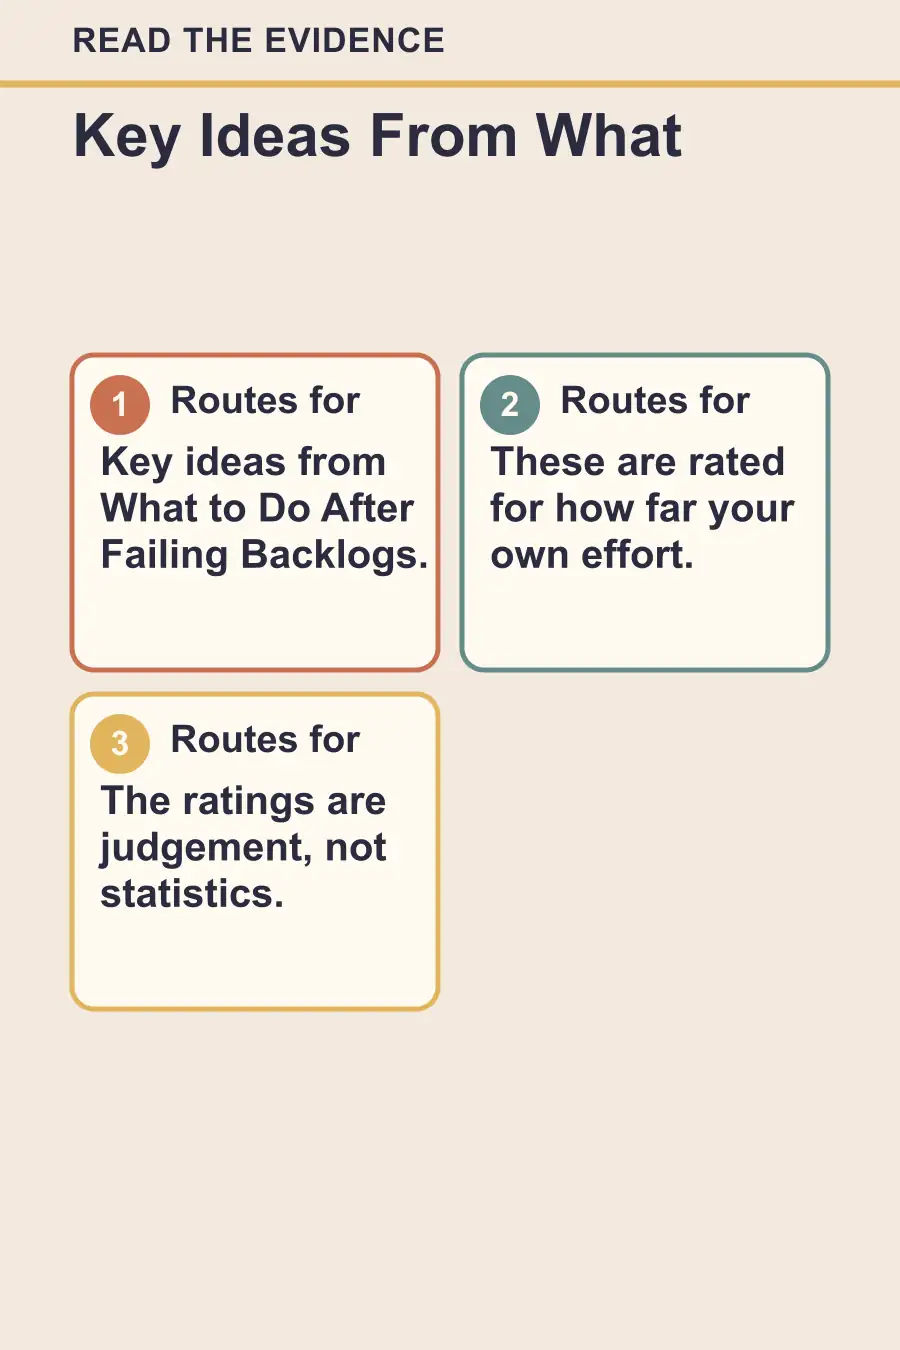 READ THE EVIDENCE
Key Ideas From What
1 Routes for
Key ideas from
What to Do After
Failing Backlogs.
2 Routes for
These are rated
for how far your
own effort.
3 Routes for
The ratings are
judgement, not
statistics.